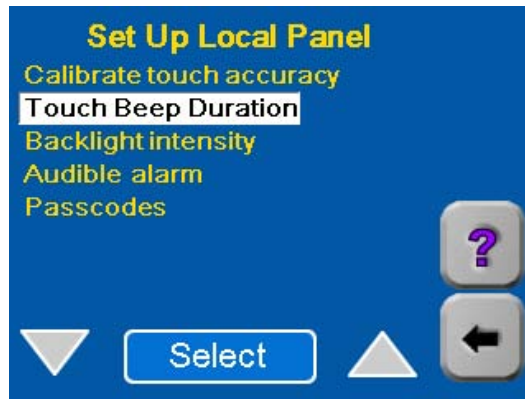 Set Up Local Panel
Calibrate touch accuracy
Touch Beep Duration
Backlight intensity
Audible alarm
Passcodes
?
Select